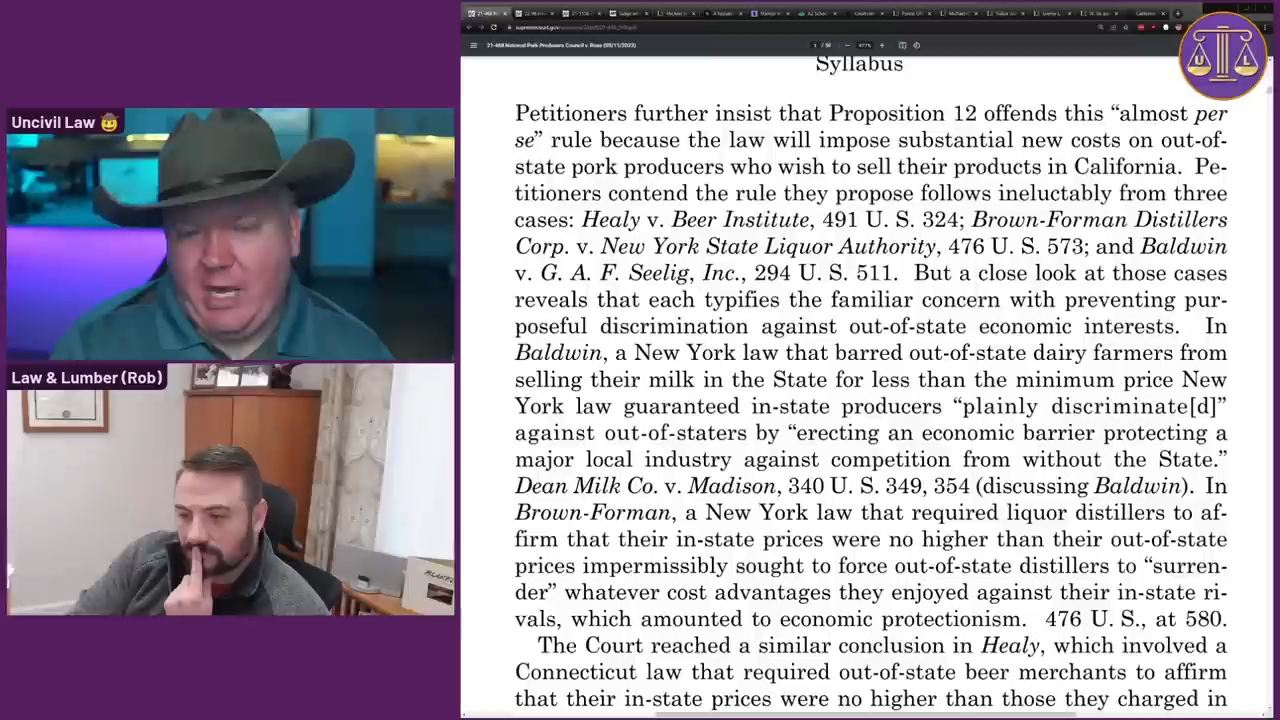 Uncivil Law 🤠
Law & Lumber (Rob)
21-468 National Pork Producers Council v. Ross (05/11/2023)
477%
U L
Syllabus
Petitioners further insist that Proposition 12 offends this “almost per
se” rule because the law will impose substantial new costs on out-of-
state pork producers who wish to sell their products in California. Pe-
titioners contend the rule they propose follows ineluctably from three
cases: Healy v. Beer Institute, 491 U. S. 324; Brown-Forman Distillers
Corp. v. New York State Liquor Authority, 476 U. S. 573; and Baldwin
v. G. A. F. Seelig, Inc., 294 U. S. 511. But a close look at those cases
reveals that each typifies the familiar concern with preventing pur-
poseful discrimination against out-of-state economic interests. In
Baldwin, a New York law that barred out-of-state dairy farmers from
selling their milk in the State for less than the minimum price New
York law guaranteed in-state producers “plainly discriminate[d]”
against out-of-staters by “erecting an economic barrier protecting a
major local industry against competition from without the State.”
Dean Milk Co. v. Madison, 340 U. S. 349, 354 (discussing Baldwin). In
Brown-Forman, a New York law that required liquor distillers to af-
firm that their in-state prices were no higher than their out-of-state
prices impermissibly sought to force out-of-state distillers to “surren-
der” whatever cost advantages they enjoyed against their in-state ri-
vals, which amounted to economic protectionism. 476 U. S., at 580.
The Court reached a similar conclusion in Healy, which involved a
Connecticut law that required out-of-state beer merchants to affirm
that their in-state prices were no higher than those they charged in